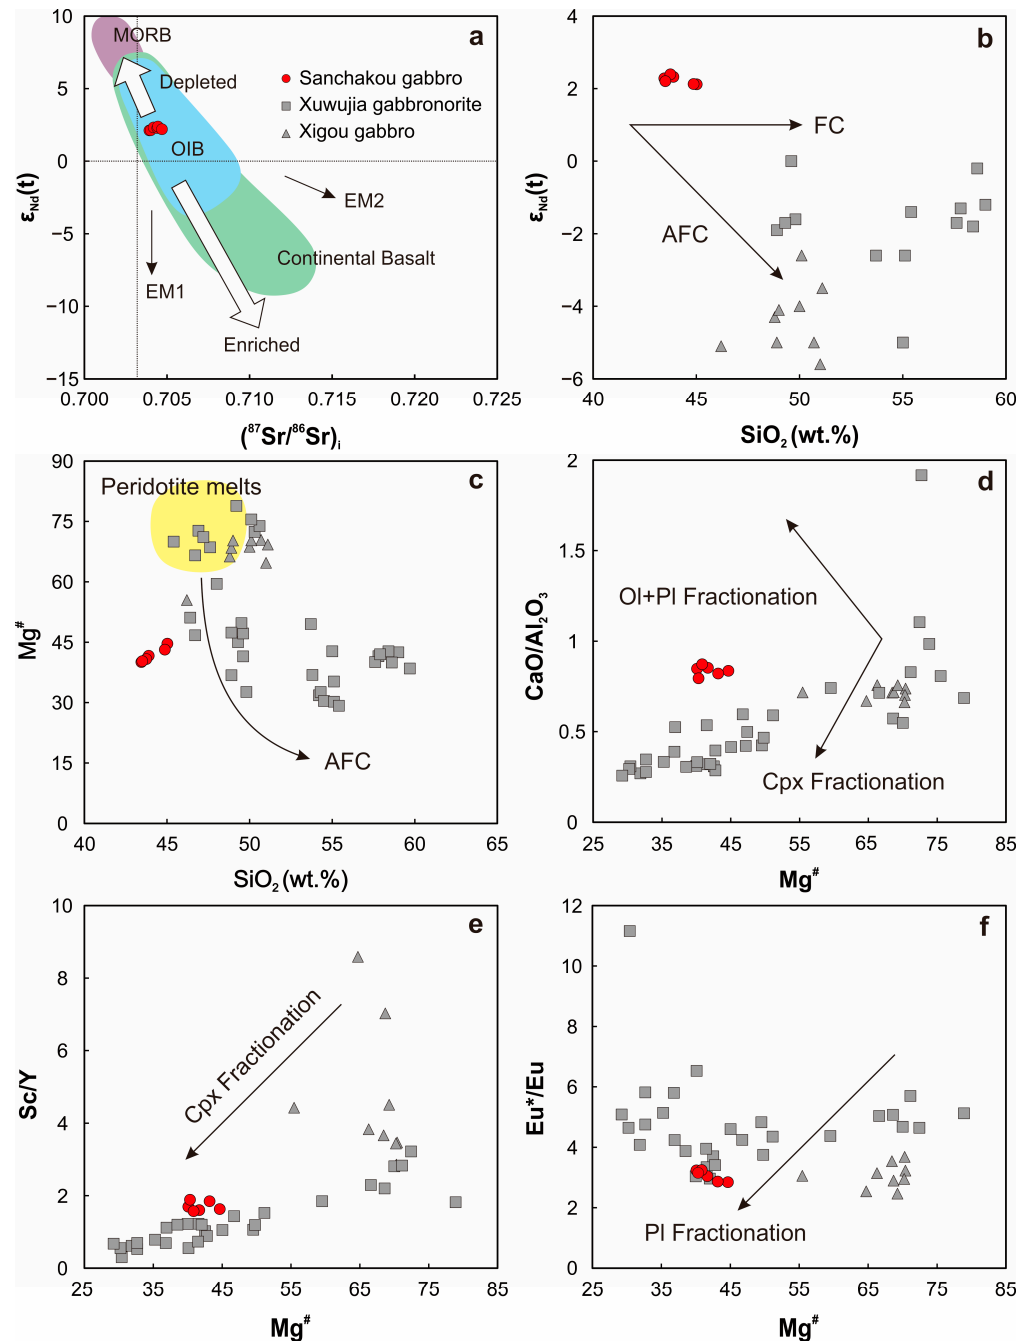 a
MORB
Depleted
Sanchakou gabbro
Xuwujia gabbronorite
Xigou gabbro
OIB
EM2
Continental Basalt
EM1
Enriched
10
5
0
−5
−10
−15
εNd(t)
0.700
0.705
0.710
0.715
0.720
0.725
(⁸⁷Sr/⁸⁶Sr)i
b
FC
AFC
4
2
0
−2
−4
−6
εNd(t)
40
45
50
55
SiO₂ (wt.%)
c
Peridotite melts
AFC
90
75
60
45
30
15
0
Mg#
40
45
50
55
60
65
SiO₂ (wt.%)
d
Ol+Pl Fractionation
Cpx Fractionation
2
1.5
1
0.5
0
CaO/Al₂O₃
25
35
45
55
65
75
85
Mg#
e
Cpx Fractionation
10
8
6
4
2
0
Sc/Y
25
35
45
55
65
75
85
Mg#
f
Pl Fractionation
12
10
8
6
4
2
0
Eu*/Eu
25
35
45
55
65
75
85
Mg#